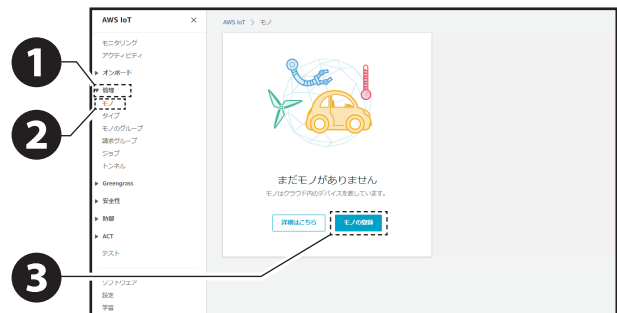 AWS IoT ×
モニタリング
アクティビティ
オンボード
管理
モノ
タイプ
モノのグループ
請求グループ
ジョブ
トンネル
Greengrass
安全性
防御
ACT
テスト
ソフトウェア
設定
学習
AWS IoT > モノ
まだモノがありません
モノはクラウド内のデバイスを表しています。
詳細はこちら モノの登録
1
2
3